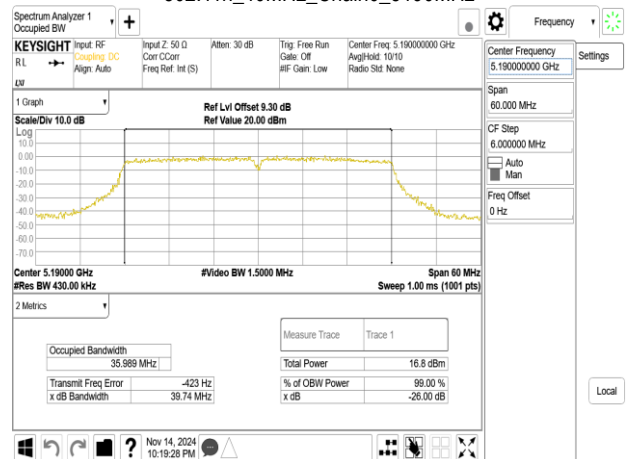 Spectrum Analyzer 1
Occupied BW
Frequency
KEYSIGHT
Input: RF
Coupling: DC
Align: Auto
Input Z: 50 Ω
Corr CCorr
Freq Ref: Int (S)
Atten: 30 dB
Trig: Free Run
Gate: Off
#IF Gain: Low
Center Freq: 5.190000000 GHz
Avg|Hold: 10/10
Radio Std: None
RL
LXI
Center Frequency
5.190000000 GHz
Settings
Span
60.000 MHz
CF Step
6.000000 MHz
Auto
Man
Freq Offset
0 Hz
Local
1 Graph
Scale/Div 10.0 dB
Ref Lvl Offset 9.30 dB
Ref Value 20.00 dBm
Log
10.0
0.00
-10.0
-20.0
-30.0
-40.0
-50.0
-60.0
-70.0
Center 5.19000 GHz
#Video BW 1.5000 MHz
Span 60 MHz
#Res BW 430.00 kHz
Sweep 1.00 ms (1001 pts)
2 Metrics
Measure Trace
Trace 1
Occupied Bandwidth
35.989 MHz
Total Power
16.8 dBm
Transmit Freq Error
-423 Hz
% of OBW Power
99.00 %
x dB Bandwidth
39.74 MHz
x dB
-26.00 dB
?
Nov 14, 2024
10:19:28 PM